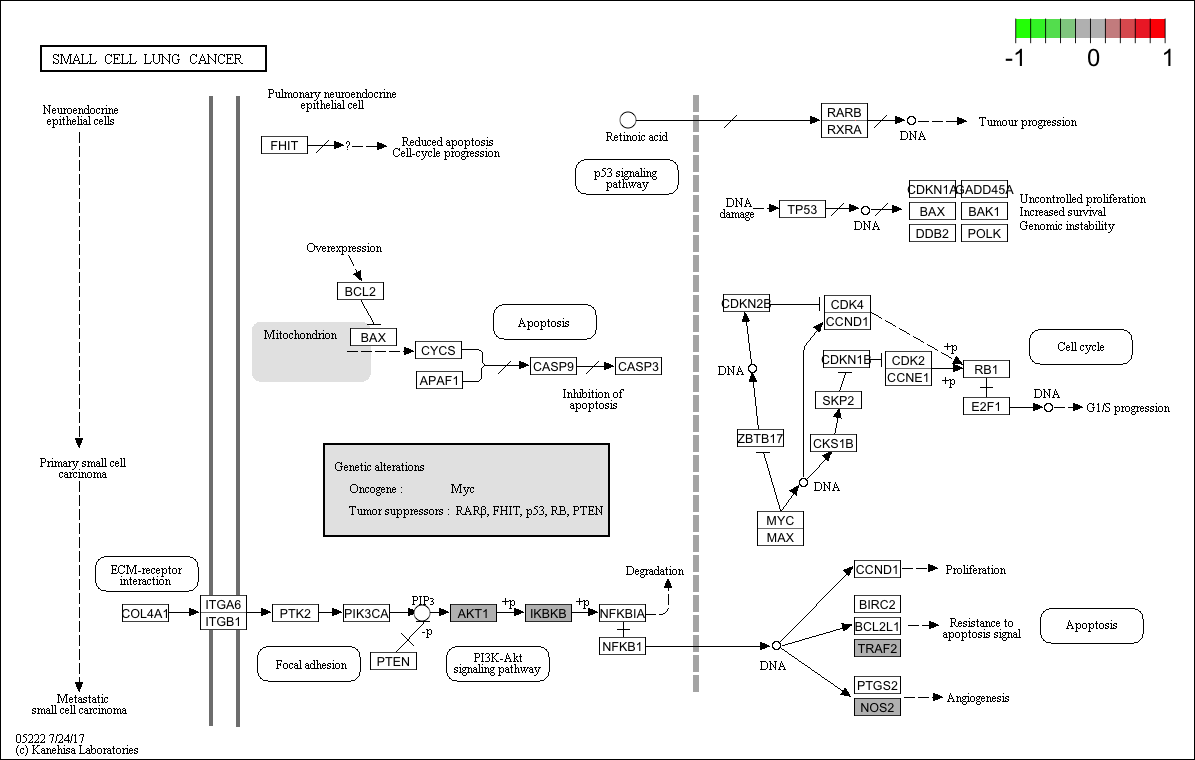 SMALL CELL LUNG CANCER
-1 0 1
Neuroendocrine
epithelial cells
Pulmonary neuroendocrine
epithelial cell
FHIT
?
Reduced apoptosis
Cell-cycle progression
Retinoic acid
RARB
RXRA
DNA
Tumour progression
p53 signaling
pathway
DNA
damage
TP53
DNA
CDKN1A
GADD45A
BAX
BAK1
DDB2
POLK
Uncontrolled proliferation
Increased survival
Genomic instability
Overexpression
BCL2
Mitochondrion
BAX
CYCS
APAF1
Apoptosis
CASP9
CASP3
Inhibition of
apoptosis
CDKN2B
CDK4
CCND1
CDKN1B
CDK2
CCNE1
+p
+p
RB1
E2F1
DNA
G1/S progression
Cell cycle
DNA
SKP2
ZBTB17
CKS1B
DNA
MYC
MAX
Primary small cell
carcinoma
Genetic alterations
Oncogene : Myc
Tumor suppressors : RARβ, FHIT, p53, RB, PTEN
ECM-receptor
interaction
COL4A1
ITGA6
ITGB1
PTK2
PIK3CA
PIP3
-p
PTEN
AKT1
+p
IKBKB
+p
NFKBIA
NFKB1
Degradation
Focal adhesion
PI3K-Akt
signaling pathway
DNA
CCND1
Proliferation
BIRC2
BCL2L1
TRAF2
Resistance to
apoptosis signal
Apoptosis
PTGS2
NOS2
Angiogenesis
Metastatic
small cell carcinoma
05222 7/24/17
(c) Kanehisa Laboratories